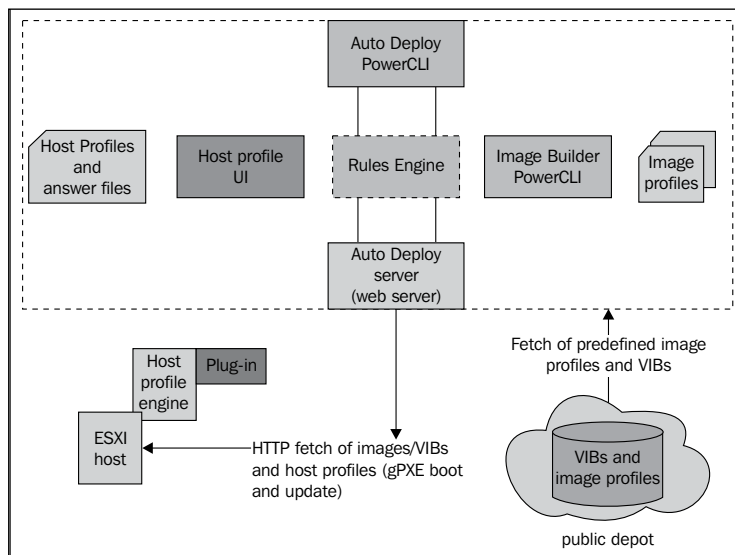 Auto Deploy
PowerCLI
Host Profiles
and
answer files
Host profile
UI
Rules Engine
Image Builder
PowerCLI
Image
profiles
Auto Deploy
server
(web server)
Host
profile
engine
Plug-in
ESXI
host
HTTP fetch of images/VIBs
and host profiles (gPXE boot
and update)
Fetch of predefined image
profiles and VIBs
VIBs and
image profiles
public depot